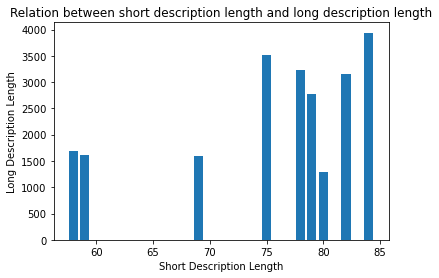 Relation between short description length and long description length
4000
3500
3000
2500
2000
1500
1000
500
0
Long Description Length
60 65 70 75 80 85
Short Description Length